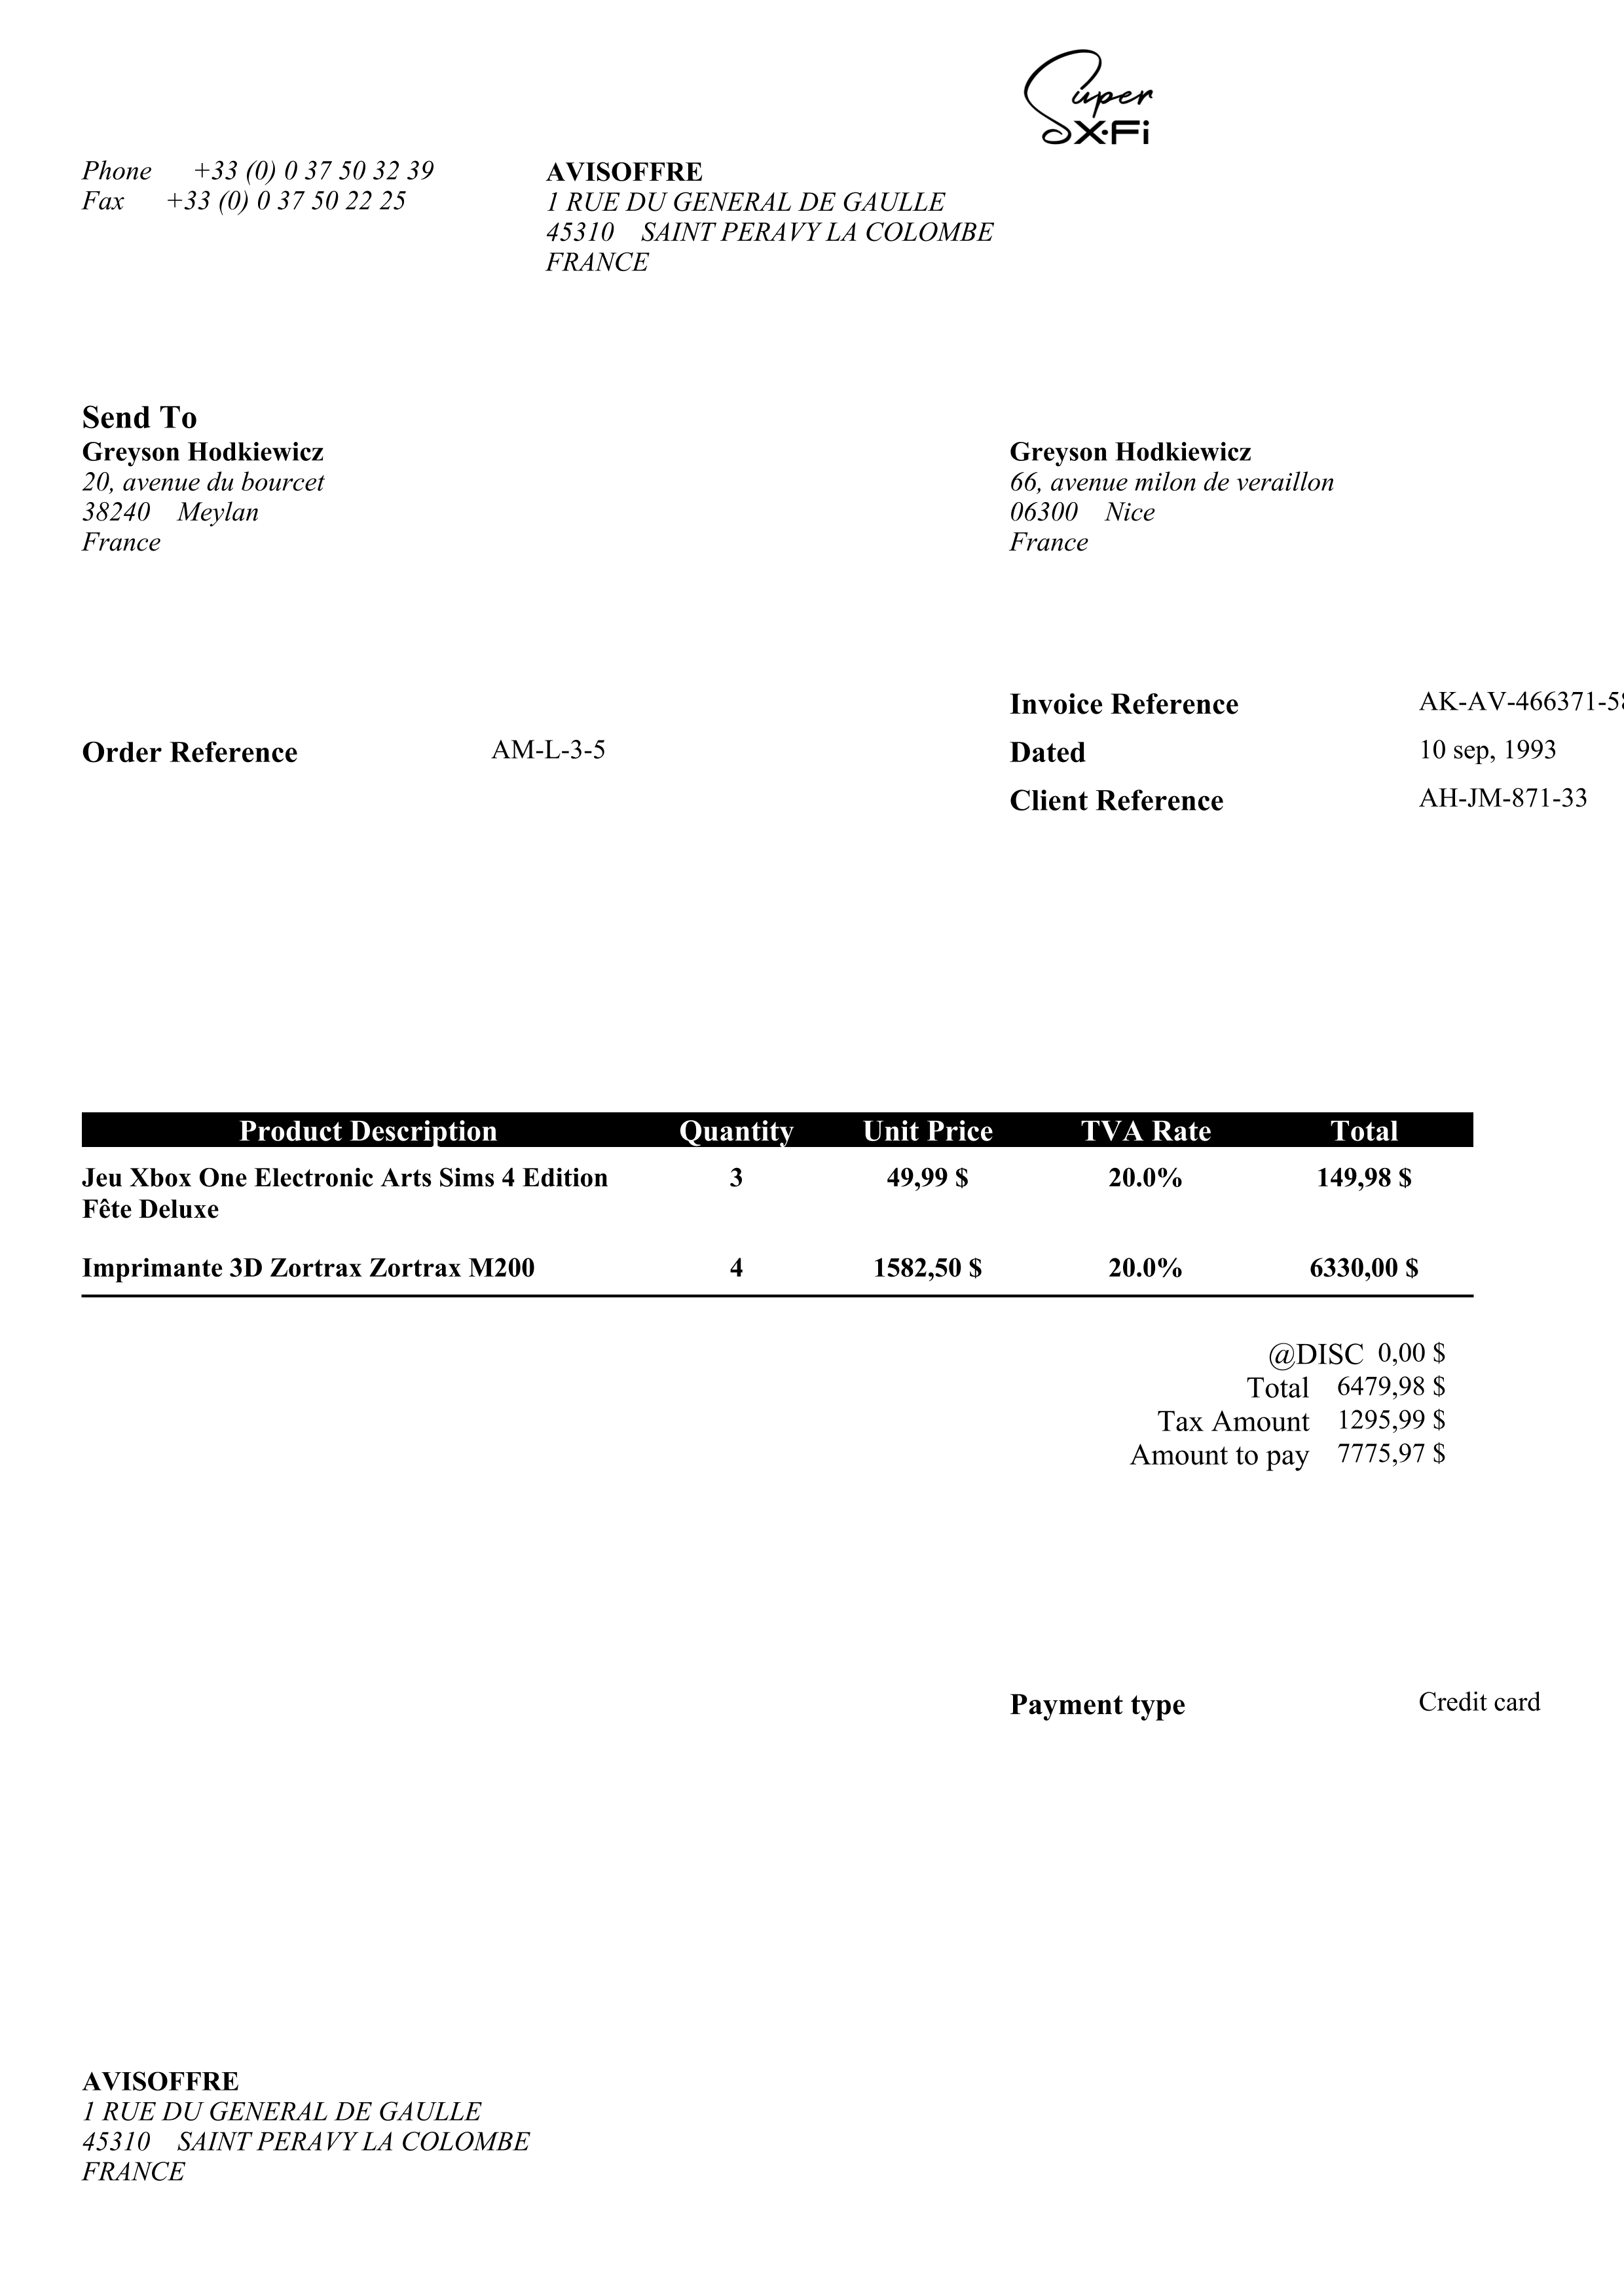 Super
X-Fi
Phone +33 (0) 0 37 50 32 39
Fax +33 (0) 0 37 50 22 25
AVISOFFRE
1 RUE DU GENERAL DE GAULLE
45310 SAINT PERAVY LA COLOMBE
FRANCE
Send To
Greyson Hodkiewicz
20, avenue du bourcet
38240 Meylan
France
Greyson Hodkiewicz
66, avenue milon de veraillon
06300 Nice
France
Invoice Reference AK-AV-466371-58
Order Reference AM-L-3-5
Dated 10 sep, 1993
Client Reference AH-JM-871-33
Product Description Quantity Unit Price TVA Rate Total
Jeu Xbox One Electronic Arts Sims 4 Edition 3 49,99 $ 20.0% 149,98 $
Fête Deluxe
Imprimante 3D Zortrax Zortrax M200 4 1582,50 $ 20.0% 6330,00 $
@DISC 0,00 $
Total 6479,98 $
Tax Amount 1295,99 $
Amount to pay 7775,97 $
Payment type Credit card
AVISOFFRE
1 RUE DU GENERAL DE GAULLE
45310 SAINT PERAVY LA COLOMBE
FRANCE